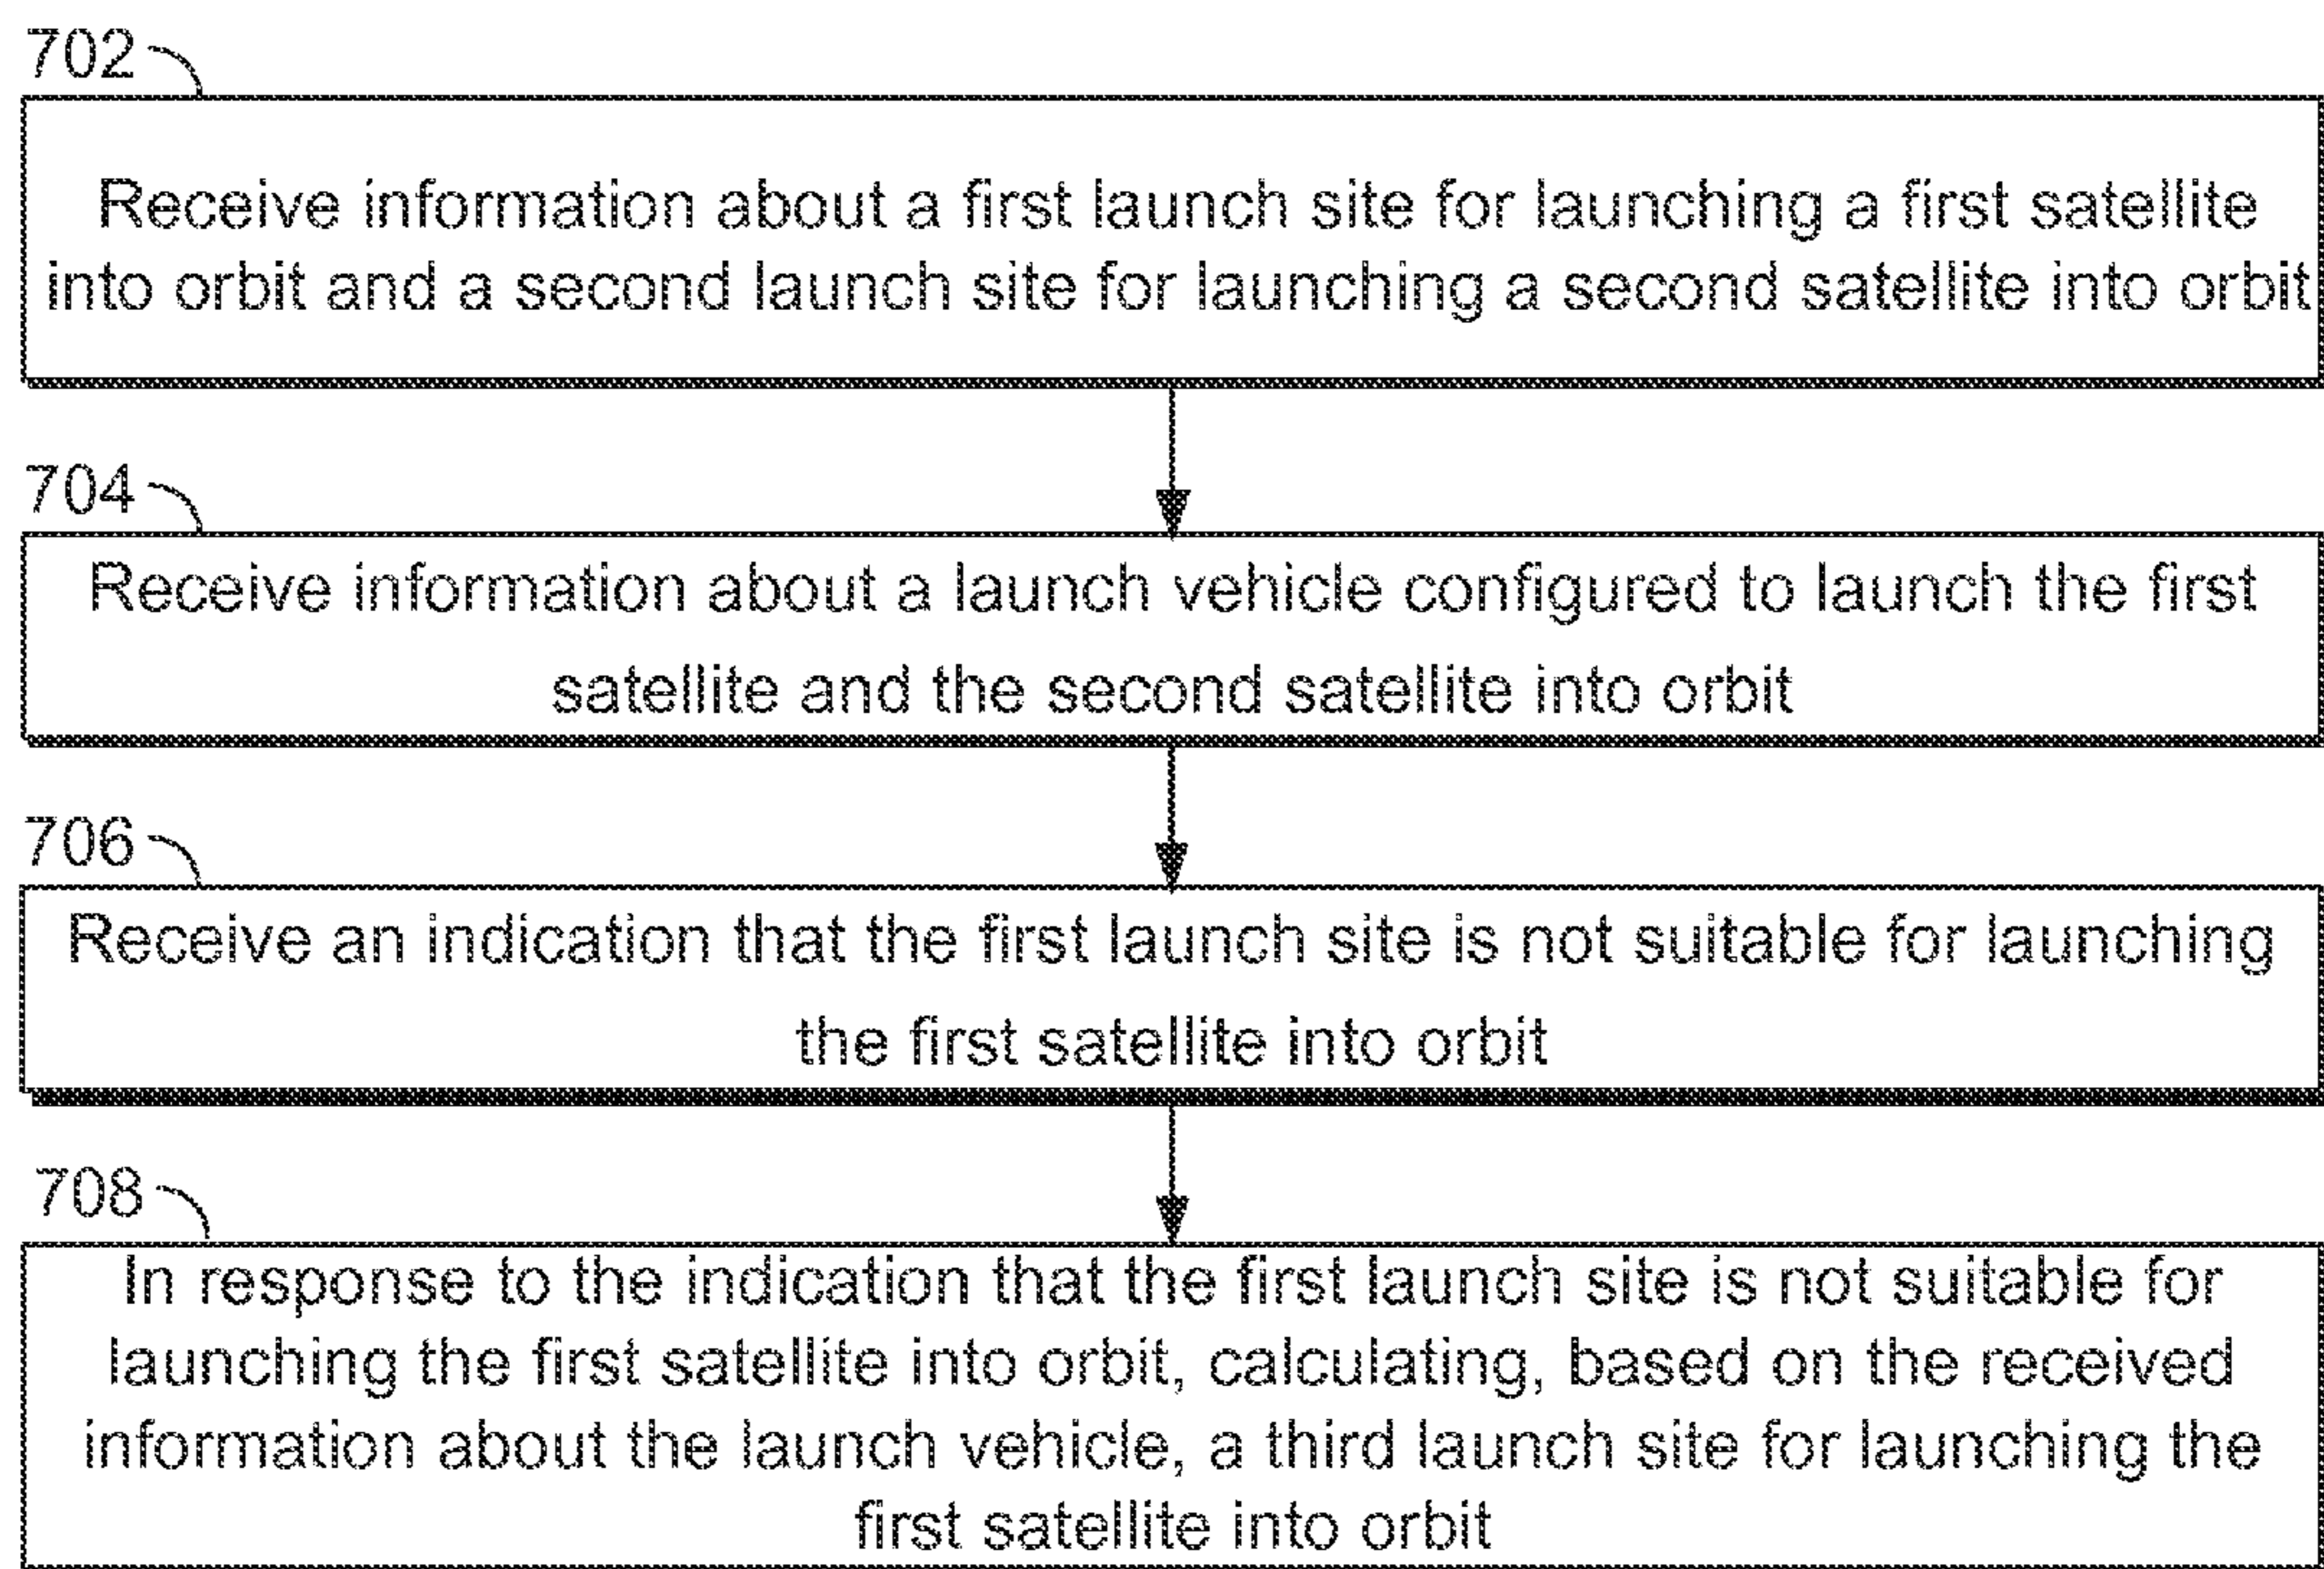 702
Receive information about a first launch site for launching a first satellite
into orbit and a second launch site for launching a second satellite into orbit
704
Receive information about a launch vehicle configured to launch the first
satellite and the second satellite into orbit
706
Receive an indication that the first launch site is not suitable for launching
the first satellite into orbit
708
In response to the indication that the first launch site is not suitable for
launching the first satellite into orbit, calculating, based on the received
information about the launch vehicle, a third launch site for launching the
first satellite into orbit